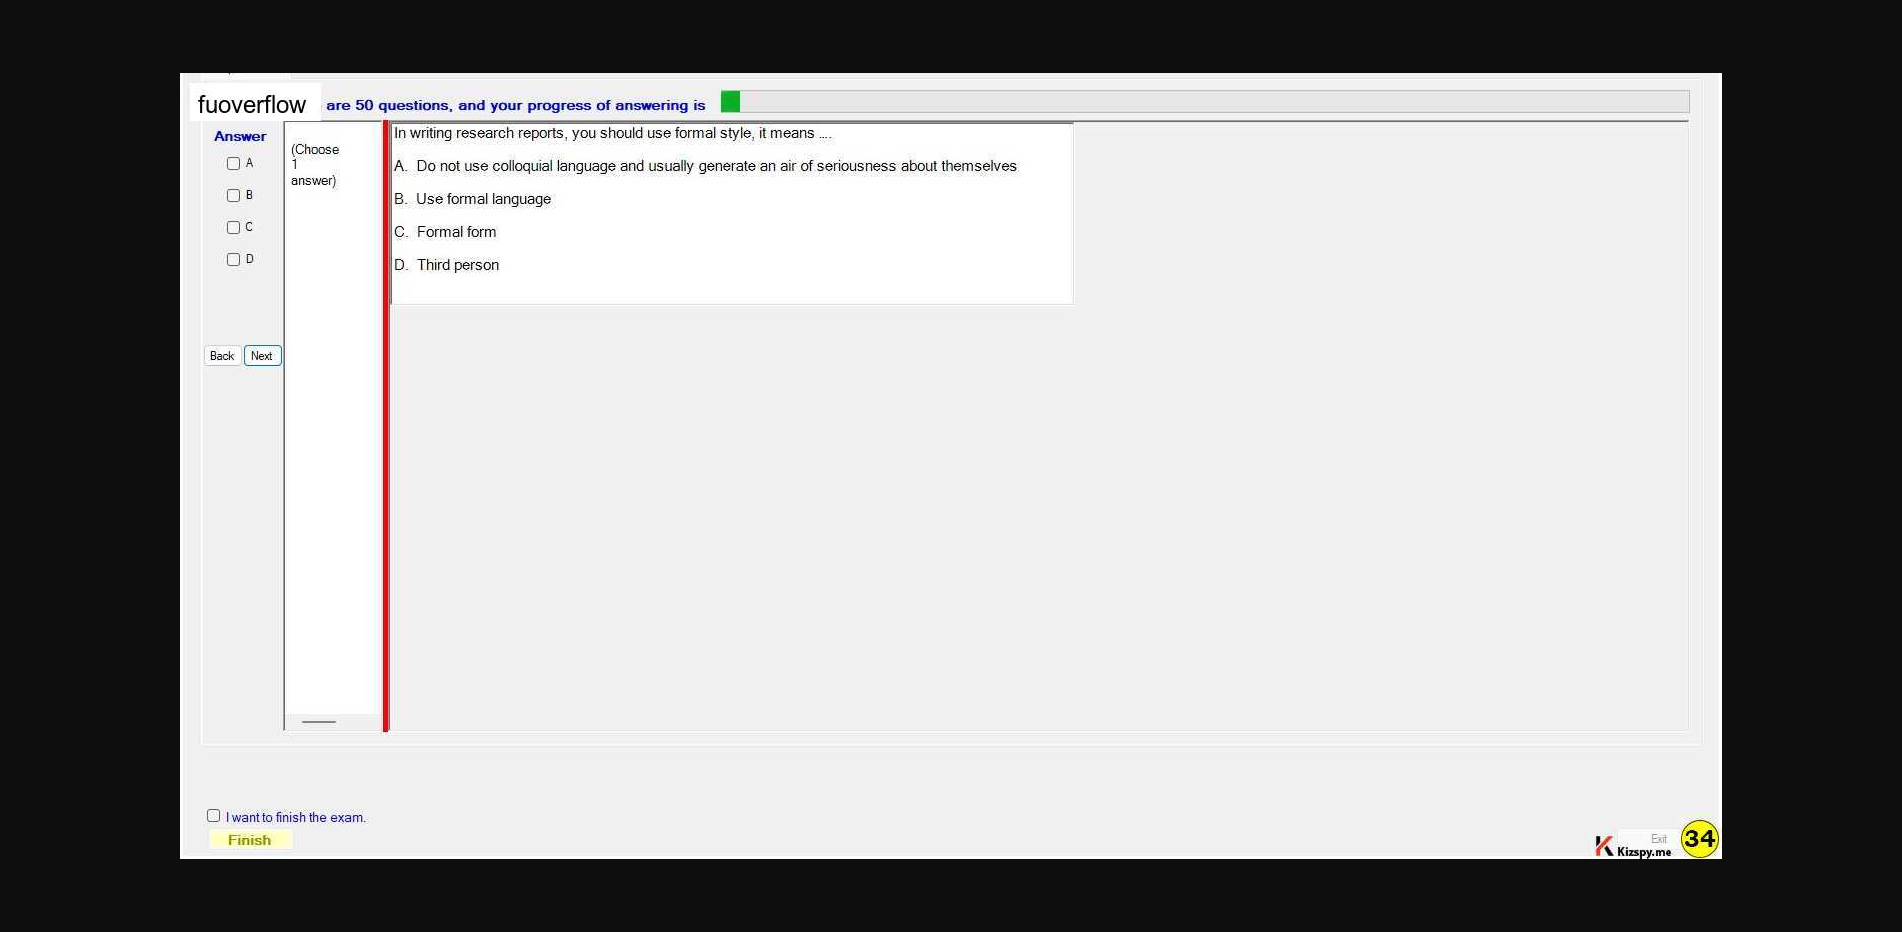 fuoverflow are 50 questions, and your progress of answering is
Answer
A
B
C
D
(Choose
1
answer)
In writing research reports, you should use formal style, it means ....
A. Do not use colloquial language and usually generate an air of seriousness about themselves
B. Use formal language
C. Formal form
D. Third person
Back Next
I want to finish the exam.
Finish
Exit
34
Kizspy.me